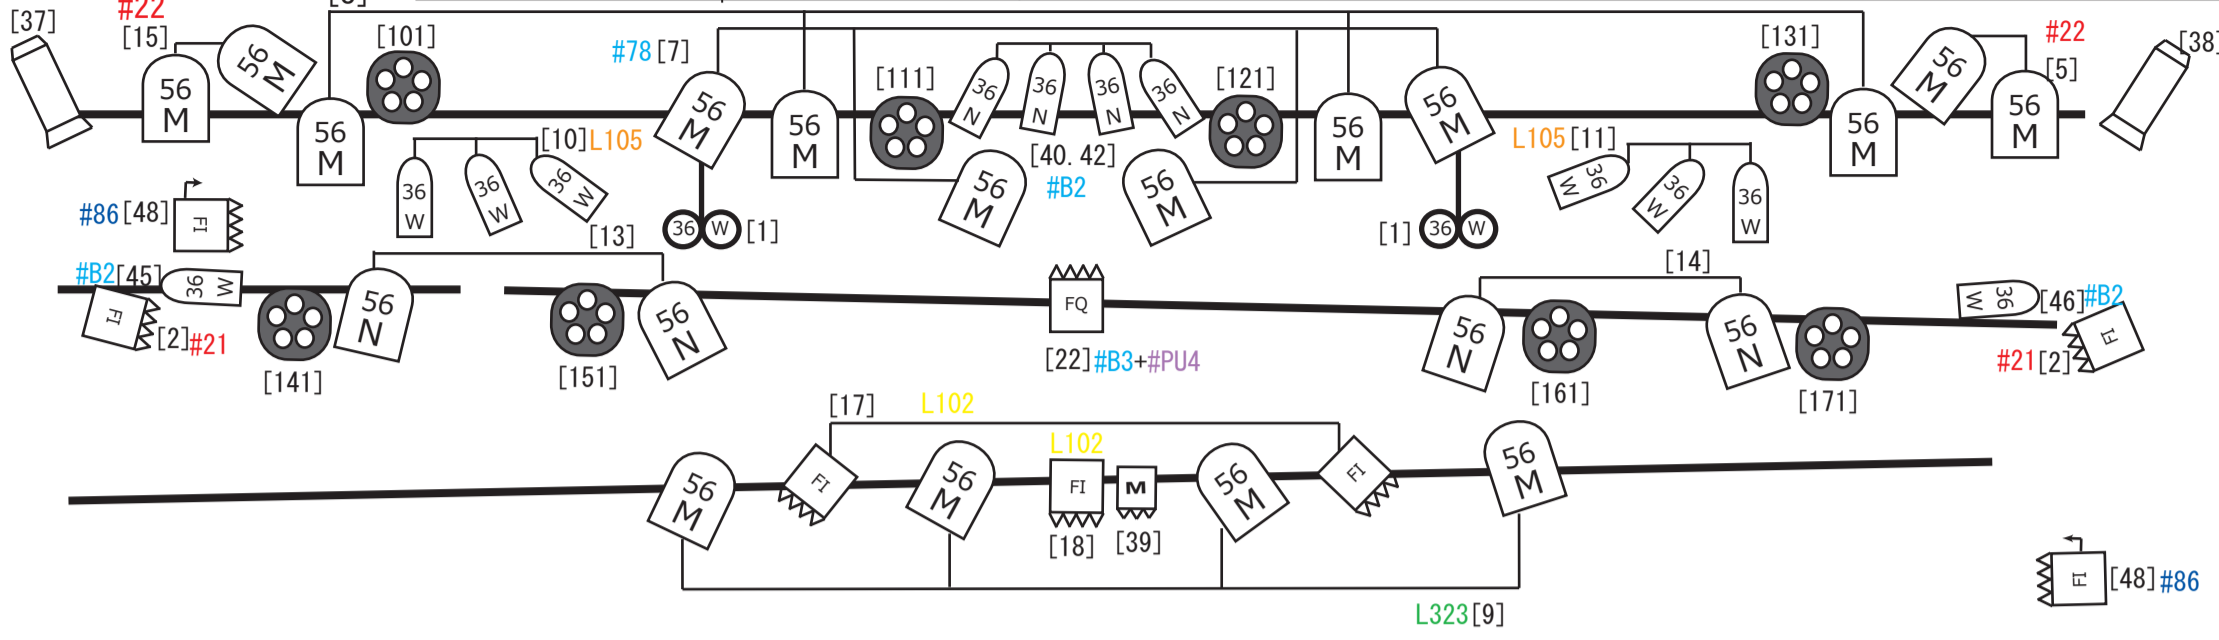 [37]
#22
[15]
56 M
56 M
56 M
[101]
[10]L105
36 W
36 W
36 W
#78[7]
56 M
36 W [1]
56 M
[111]
36 N
36 N
36 N
36 N
[40. 42]
#B2
56 M
56 M
[121]
56 M
56 M
[1] 36 W
L105[11]
36 W
36 W
36 W
[131]
56 M
56 M
56 M
#22
[5]
[38]
#86[48] FI
#B2[45] 36 W
FI [2]#21
[141]
56 N
[13]
[151]
56 N
FQ
[22]#B3+#PU4
[14]
56 N
[161]
56 N
[171]
36 W [46]#B2
#21[2] FI
[17] L102
56 M
FI
56 M
L102
FI
[18]
M
[39]
56 M
FI
56 M
L323[9]
FI [48]#86